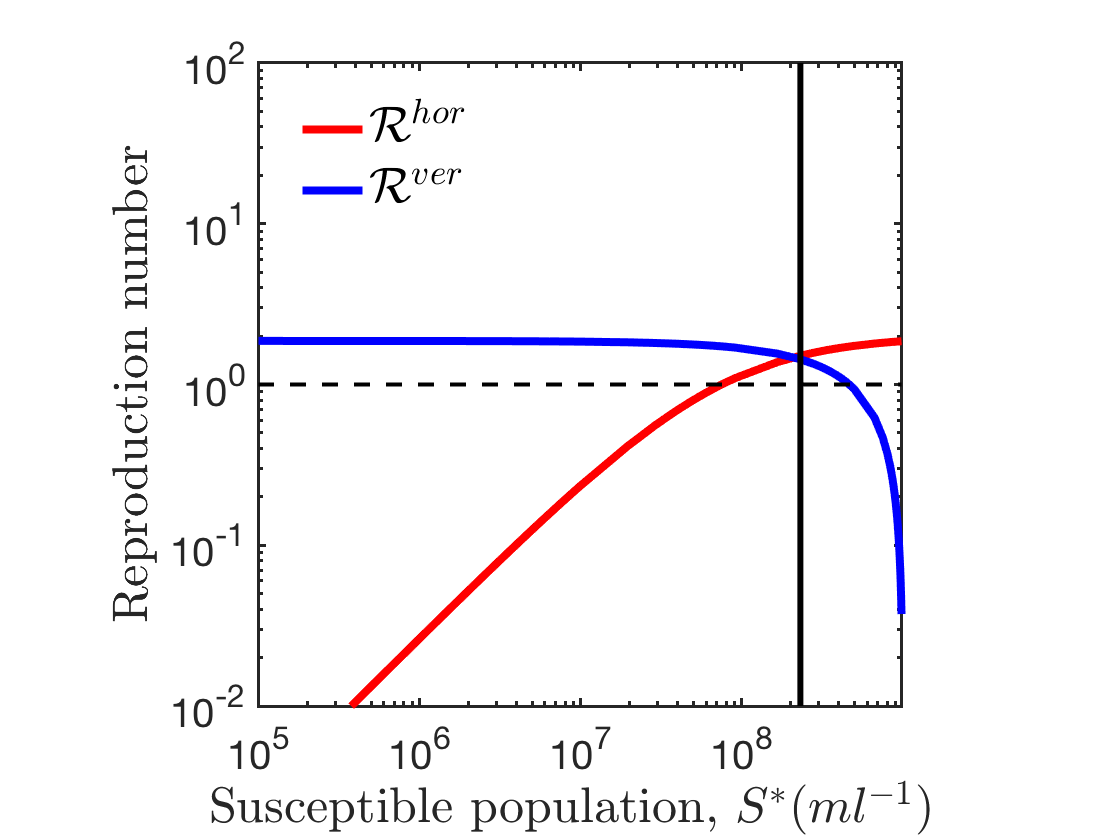 10^2
10^1
10^0
10^-1
10^-2
Reproduction number
R^hor
R^ver
10^5 10^6 10^7 10^8
Susceptible population, S*(ml^−1)